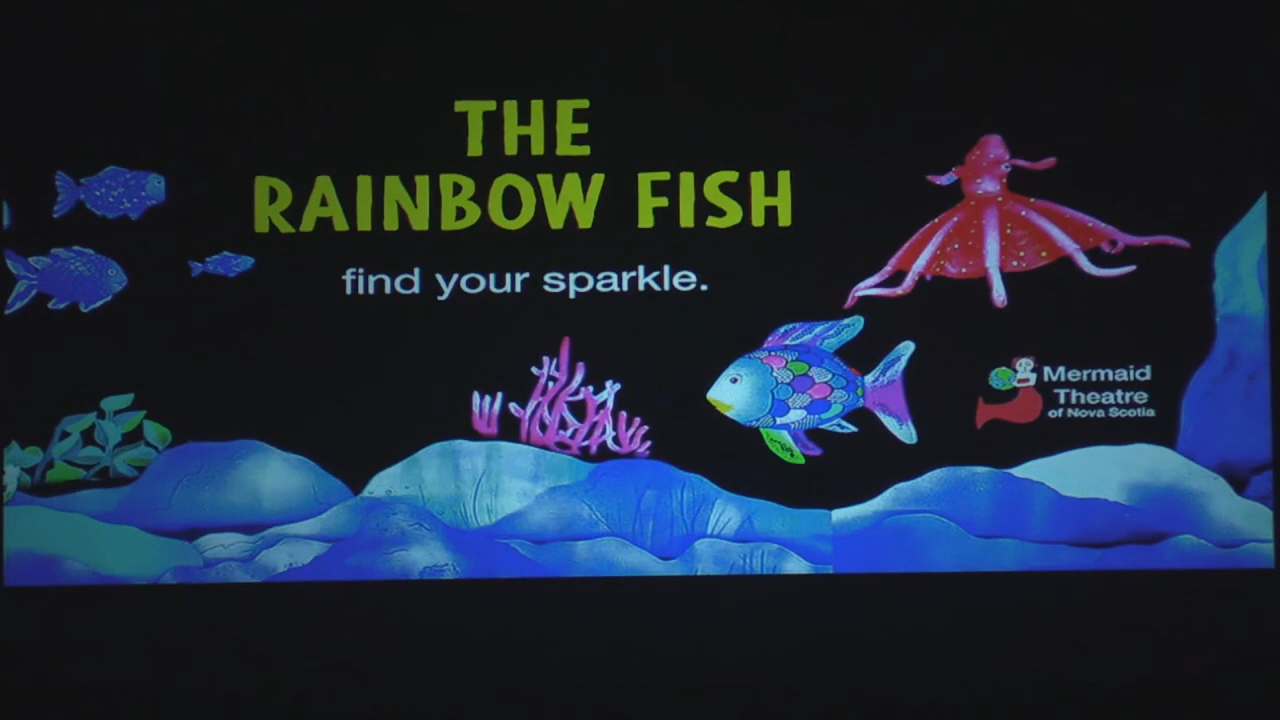 THE
RAINBOW FISH
find your sparkle.
Mermaid
Theatre
of Nova Scotia